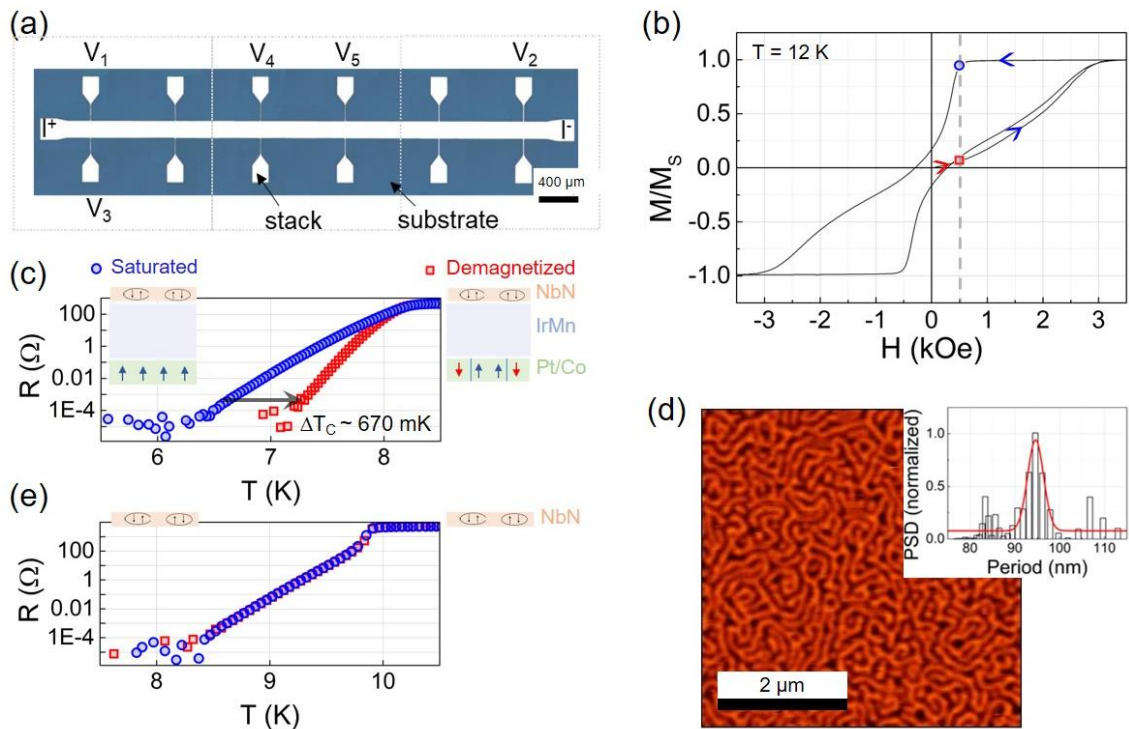 (a)
V1
V4
V5
V2
I+
I-
V3
stack
substrate
400 µm
(b)
T = 12 K
M/MS
1.0
0.5
0.0
-0.5
-1.0
-3
-2
-1
0
1
2
3
H (kOe)
(c)
Saturated
Demagnetized
NbN
IrMn
Pt/Co
R (Ω)
100
1
0.01
1E-4
ΔTC ~ 670 mK
6
7
8
T (K)
(d)
2 µm
PSD (normalized)
1.0
0.5
0.0
80
90
100
110
Period (nm)
(e)
NbN
R (Ω)
1000
1
0.01
1E-4
8
9
10
T (K)